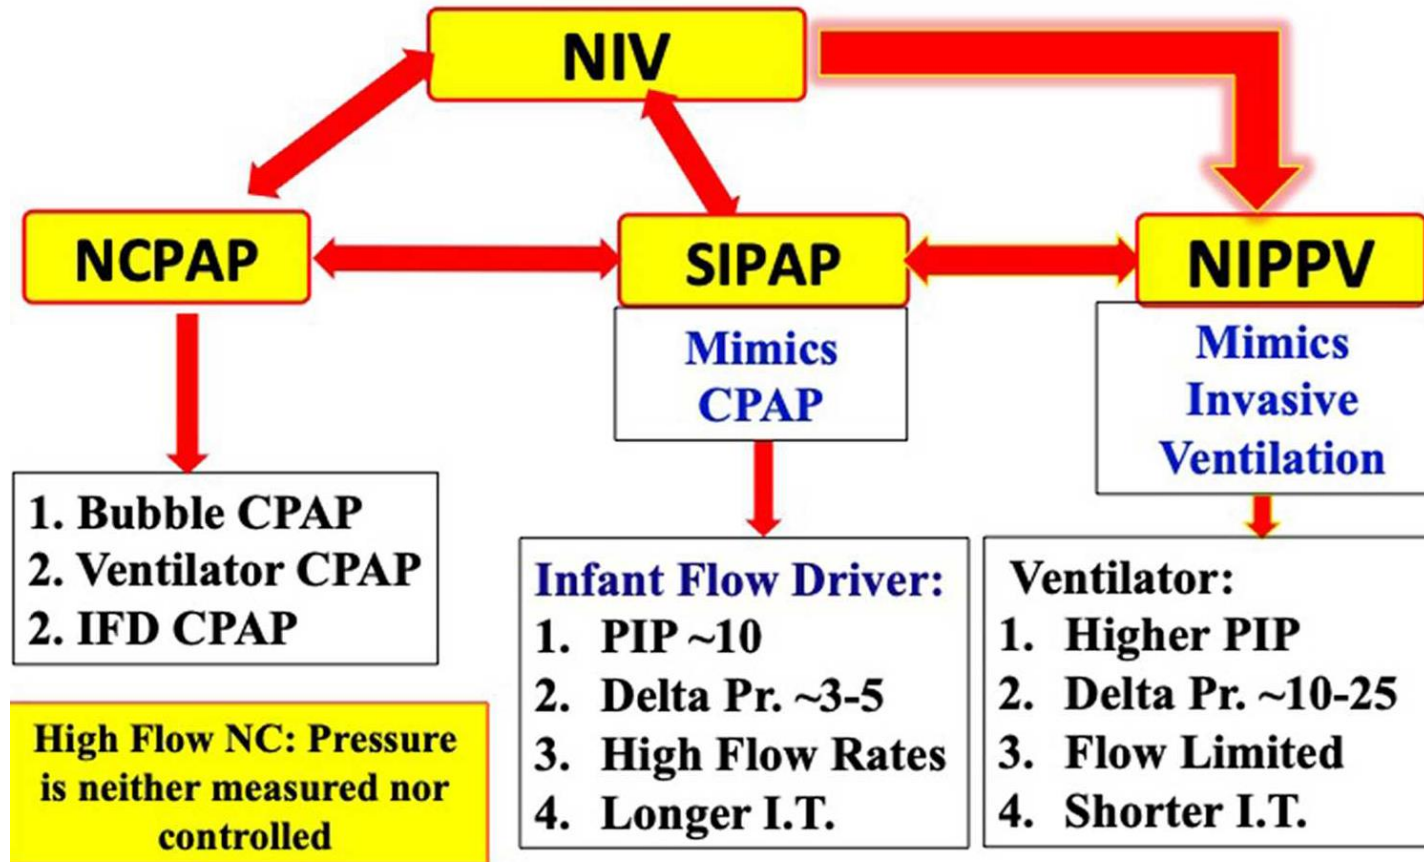 NIV
NCPAP
SIPAP
NIPPV
Mimics
CPAP
Mimics
Invasive
Ventilation
1. Bubble CPAP
2. Ventilator CPAP
2. IFD CPAP
Infant Flow Driver:
1. PIP ~10
2. Delta Pr. ~3-5
3. High Flow Rates
4. Longer I.T.
Ventilator:
1. Higher PIP
2. Delta Pr. ~10-25
3. Flow Limited
4. Shorter I.T.
High Flow NC: Pressure
is neither measured nor
controlled